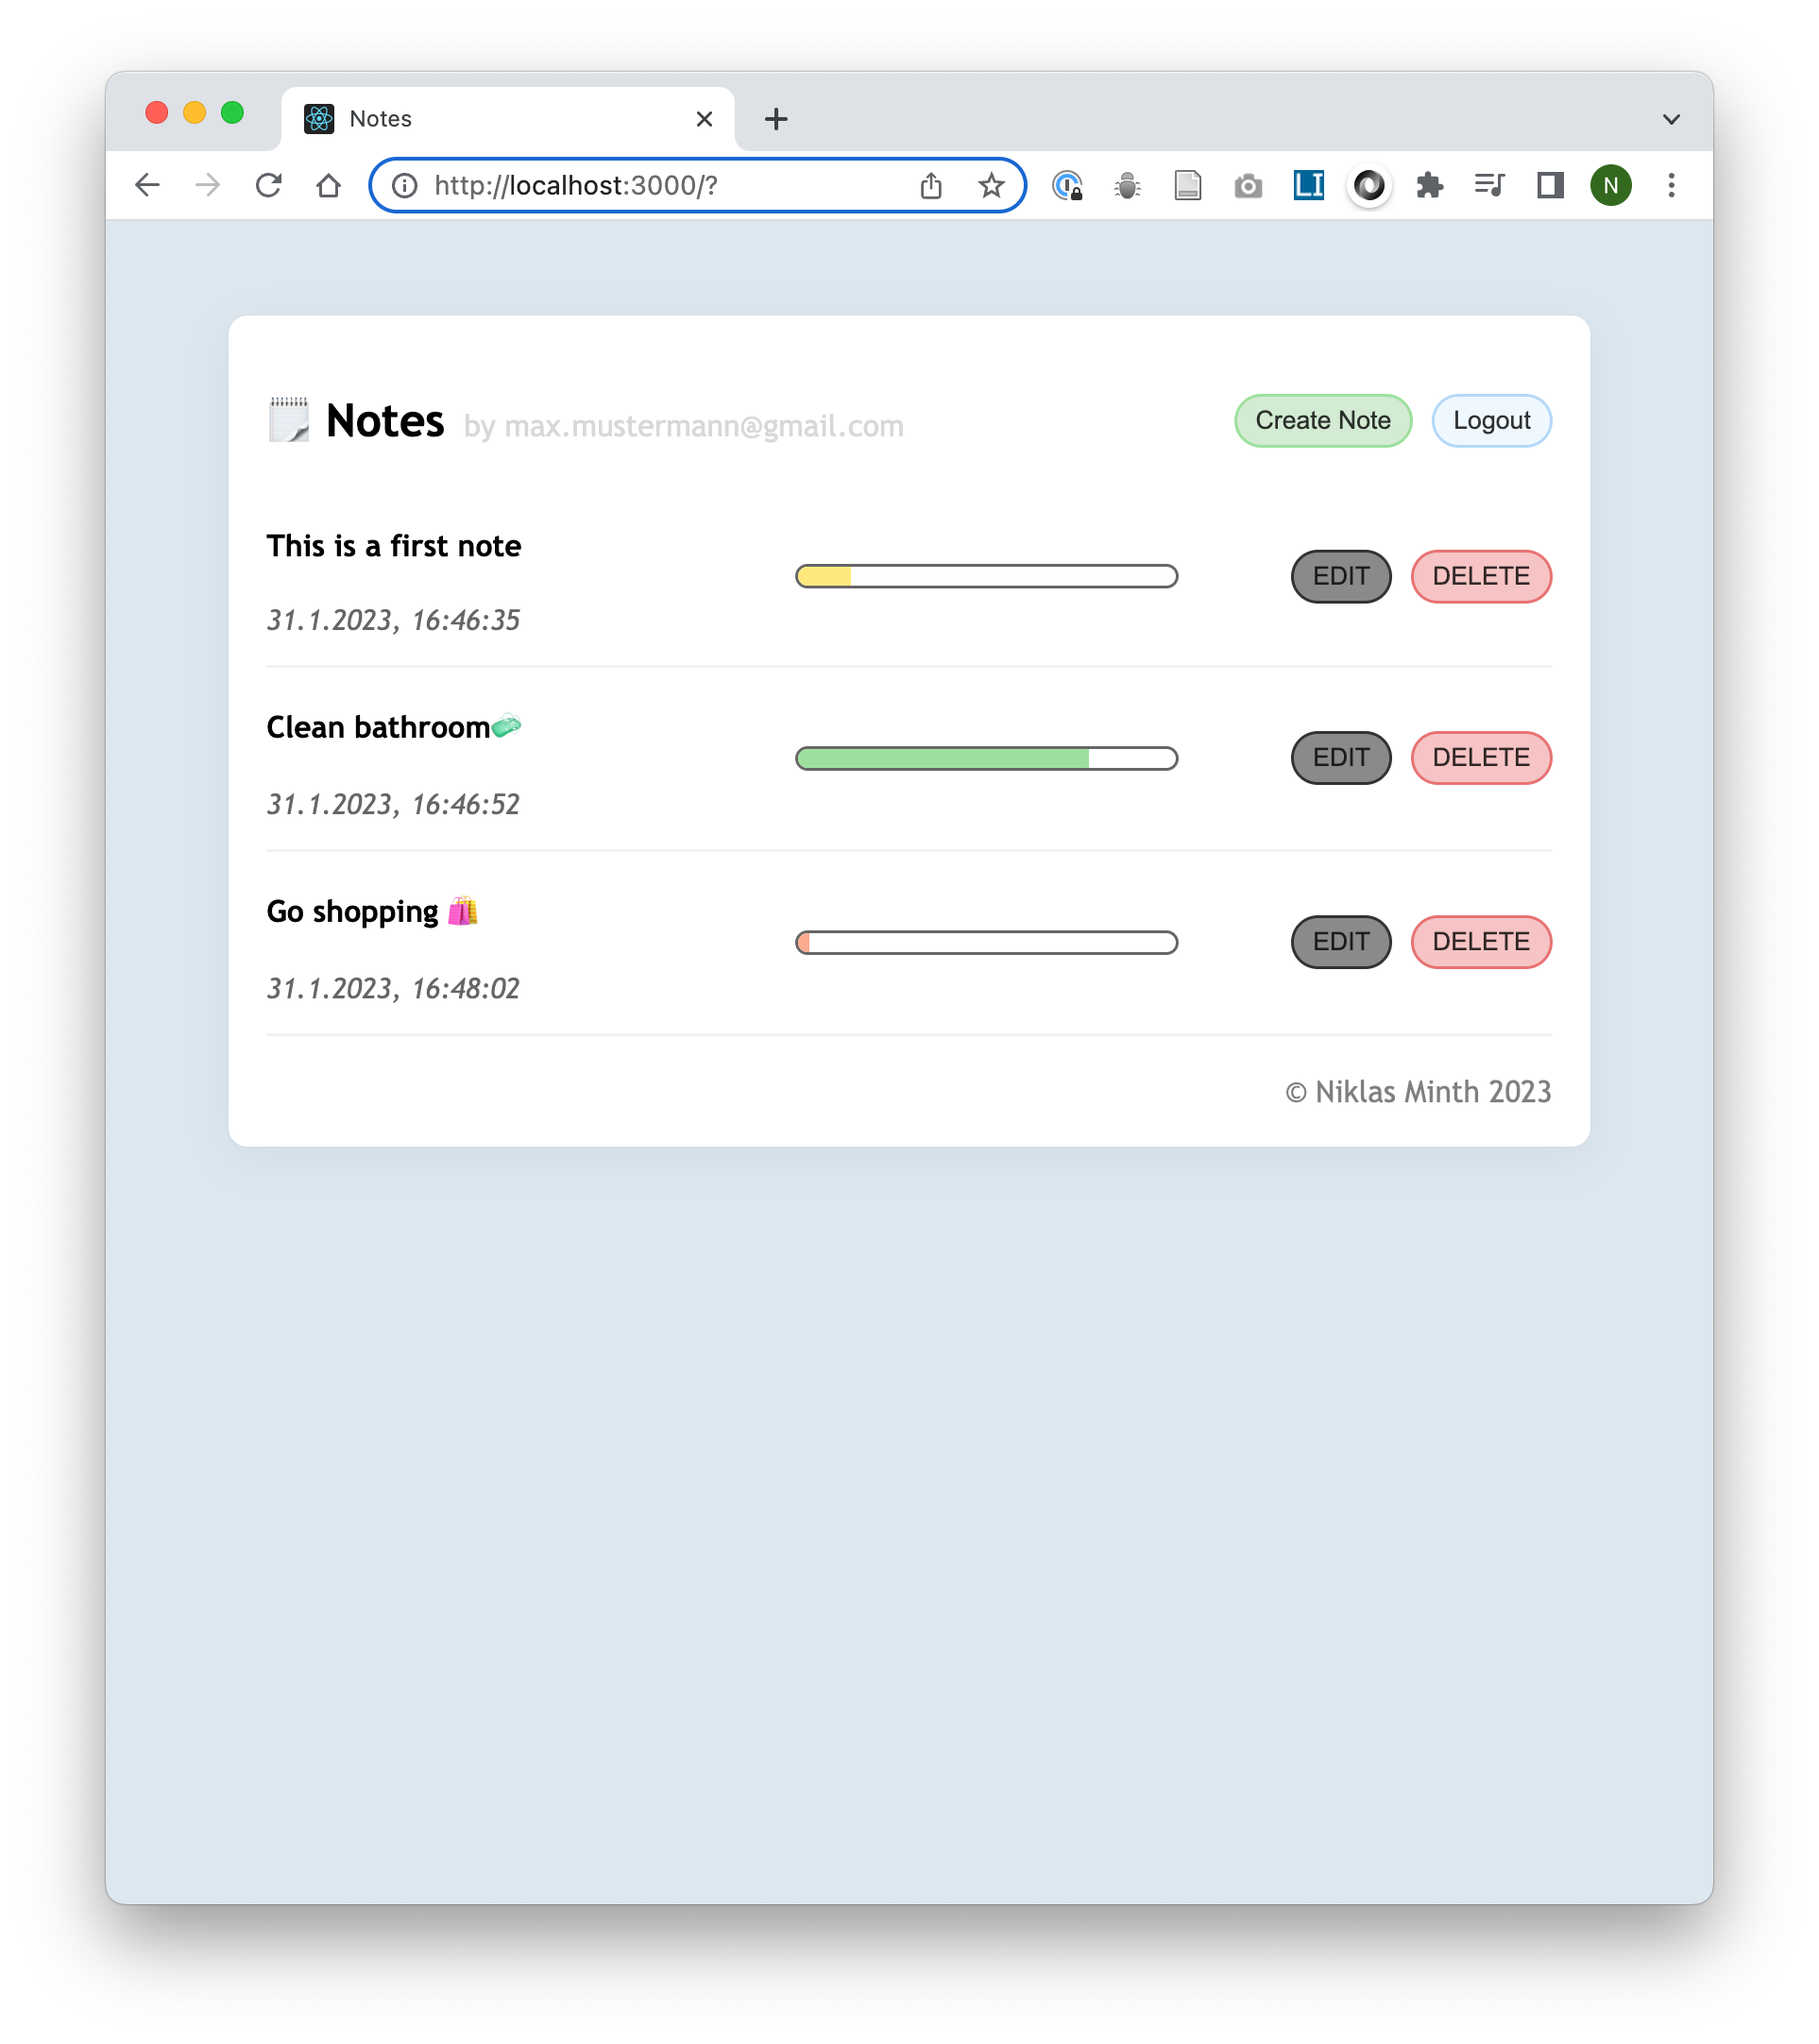 Notes
http://localhost:3000/?
LI
N
Notes by max.mustermann@gmail.com
Create Note
Logout
This is a first note
EDIT
DELETE
31.1.2023, 16:46:35
Clean bathroom🧼
EDIT
DELETE
31.1.2023, 16:46:52
Go shopping 🛍️
EDIT
DELETE
31.1.2023, 16:48:02
© Niklas Minth 2023